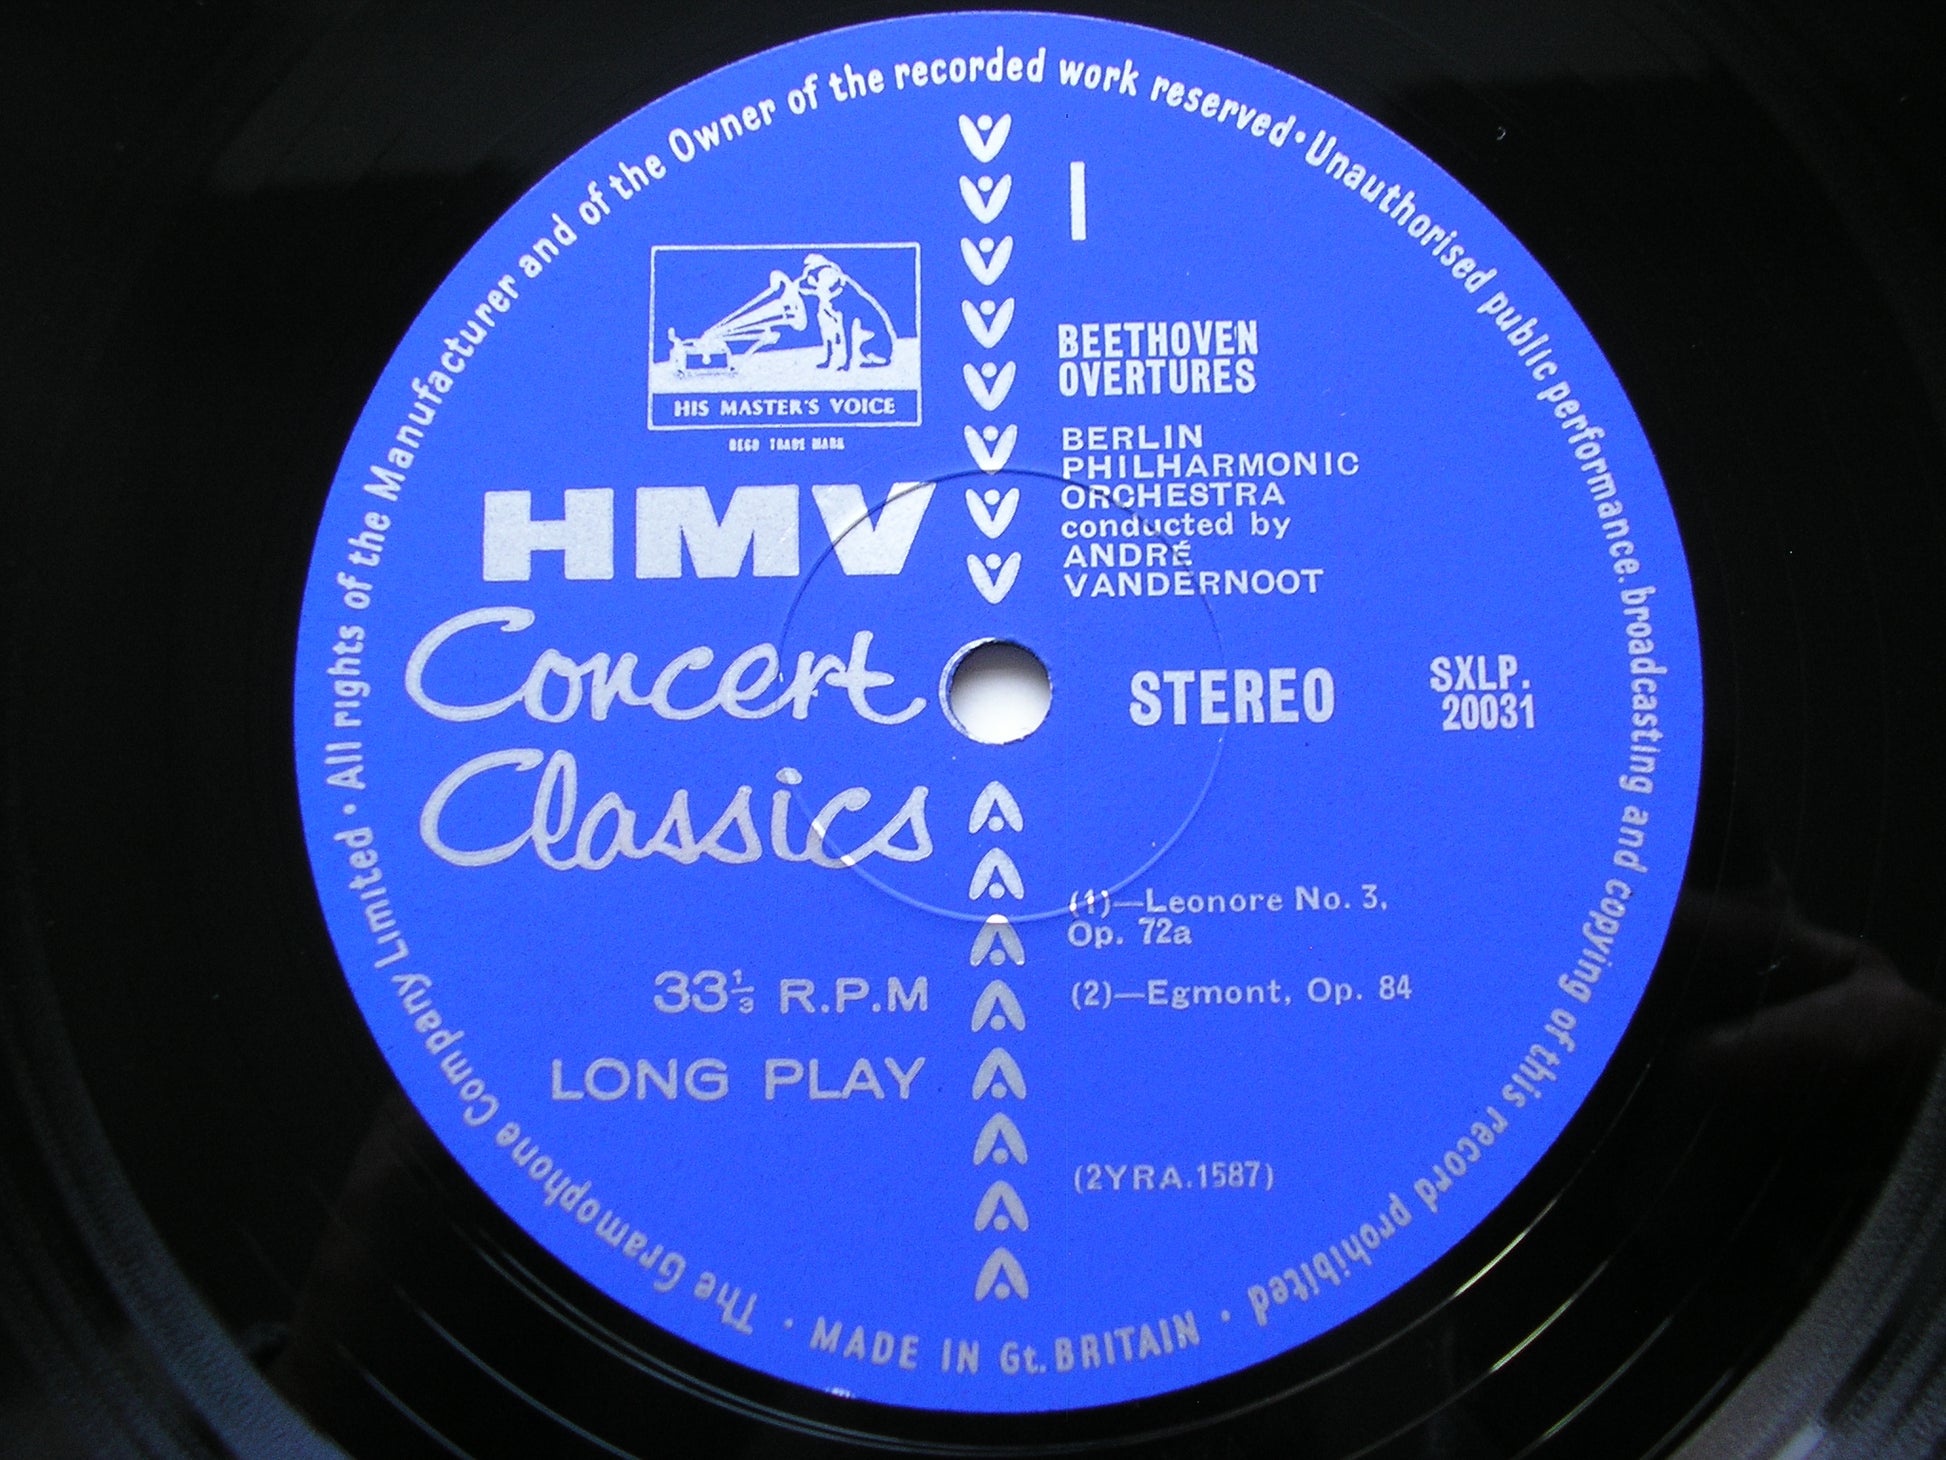 The Gramophone Company Limited · All rights of the Manufacturer and of the Owner of the recorded work reserved · Unauthorised public performance. broadcasting and copying of this record prohibited ·
MADE IN Gt. BRITAIN
HIS MASTER'S VOICE
REGD TRADE MARK
HMV
Concert
Classics
33⅓ R.P.M
LONG PLAY
I
BEETHOVEN
OVERTURES
BERLIN
PHILHARMONIC
ORCHESTRA
conducted by
ANDRÉ
VANDERNOOT
STEREO
SXLP.
20031
(1)—Leonore No. 3,
Op. 72a
(2)—Egmont, Op. 84
(2YRA.1587)